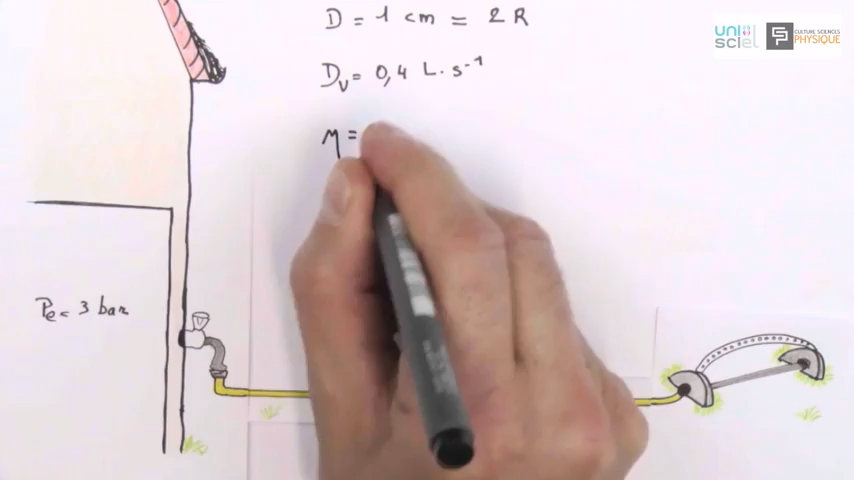 D = 1 cm = 2 R
Dv = 0,4 L. s⁻¹
η =
Pe = 3 bar
uni
sciel
CULTURE SCIENCES
PHYSIQUE